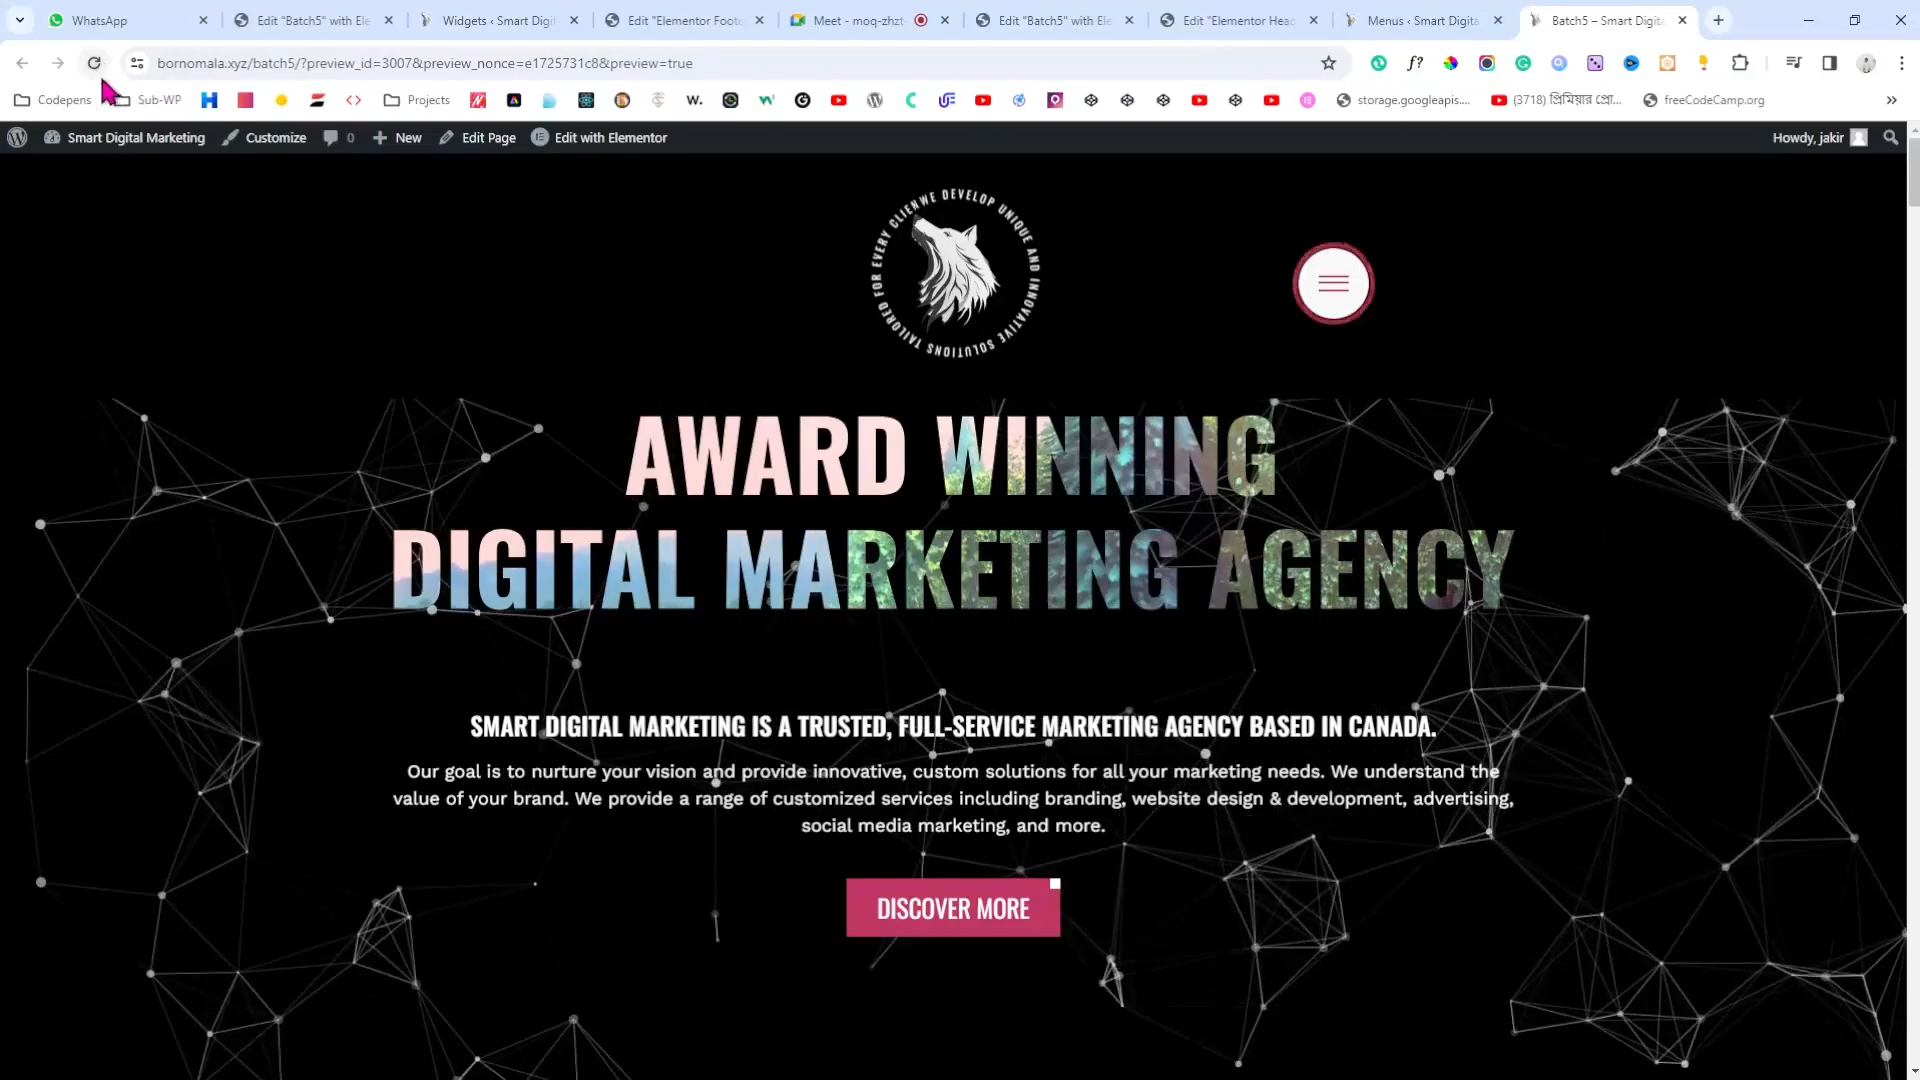 WhatsApp
Edit "Batch5" with Ele
Widgets ‹ Smart Digit
Edit "Elementor Foote
Meet - moq-zhzt-
Edit "Batch5" with Ele
Edit "Elementor Head
Menus ‹ Smart Digita
Batch5 – Smart Digita
bornomala.xyz/batch5/?preview_id=3007&preview_nonce=e1725731c8&preview=true
Codepens
Sub-WP
Projects
storage.googleapis....
(3718) প্রিমিয়ার প্রো...
freeCodeCamp.org
Smart Digital Marketing
Customize
0
New
Edit Page
Edit with Elementor
Howdy, jakir
WE DEVELOP UNIQUE AND INNOVATIVE SOLUTIONS TAILORED FOR EVERY CLIEN
AWARD WINNING
DIGITAL MARKETING AGENCY
SMART DIGITAL MARKETING IS A TRUSTED, FULL-SERVICE MARKETING AGENCY BASED IN CANADA.
Our goal is to nurture your vision and provide innovative, custom solutions for all your marketing needs. We understand the
value of your brand. We provide a range of customized services including branding, website design & development, advertising,
social media marketing, and more.
DISCOVER MORE